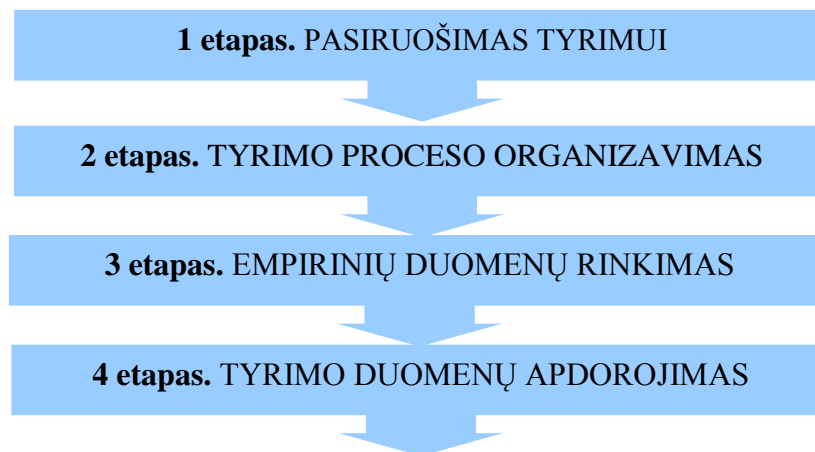 1 etapas. PASIRUOŠIMAS TYRIMUI
2 etapas. TYRIMO PROCESO ORGANIZAVIMAS
3 etapas. EMPIRINIŲ DUOMENŲ RINKIMAS
4 etapas. TYRIMO DUOMENŲ APDOROJIMAS